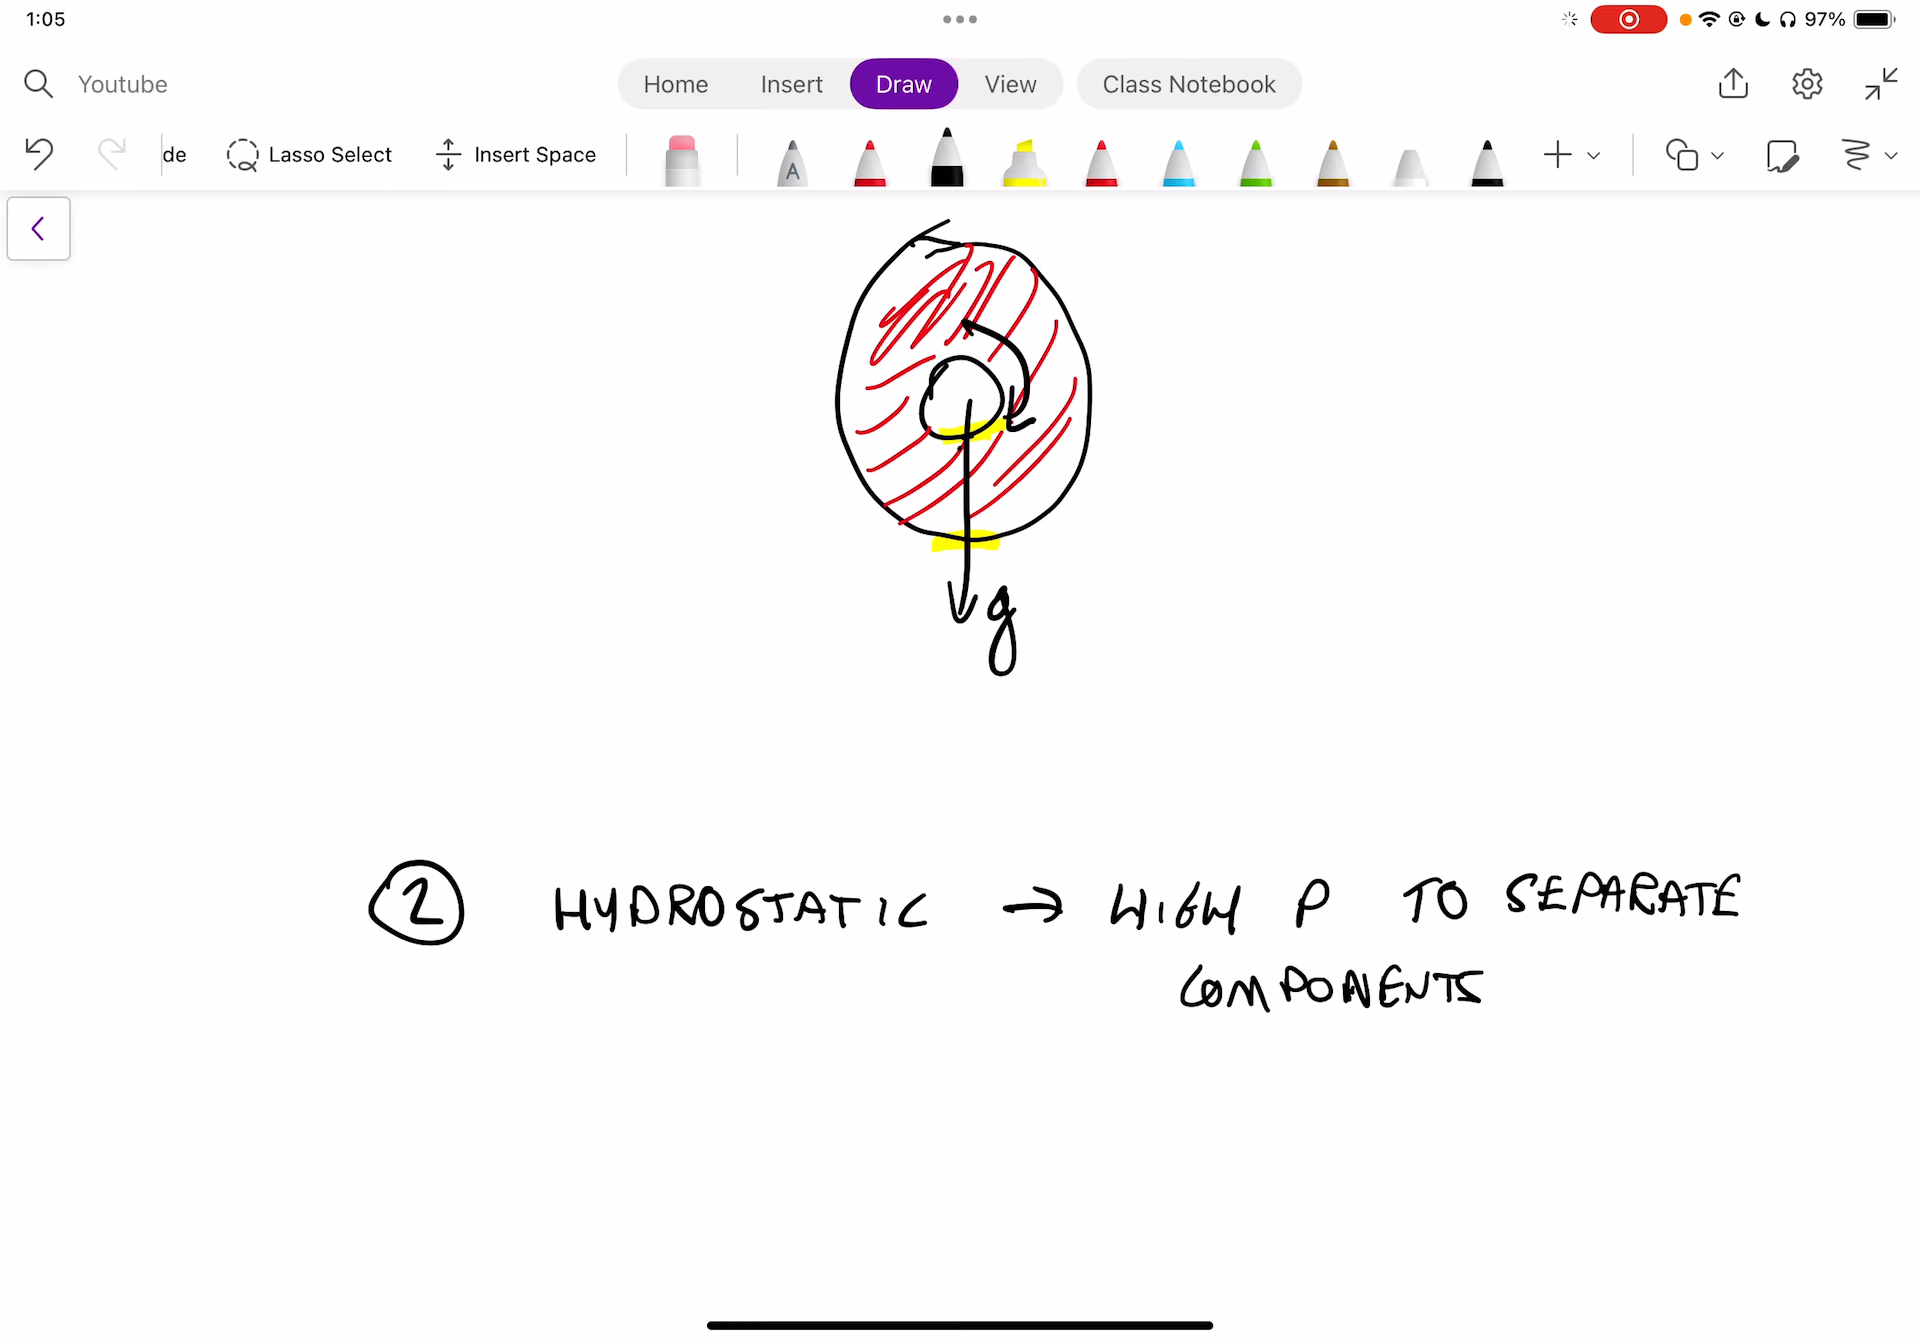 1:05
97%
Youtube
Home Insert Draw View Class Notebook
de Lasso Select Insert Space
A
g
2 HYDROSTATIC → HIGH P TO SEPARATE
COMPONENTS